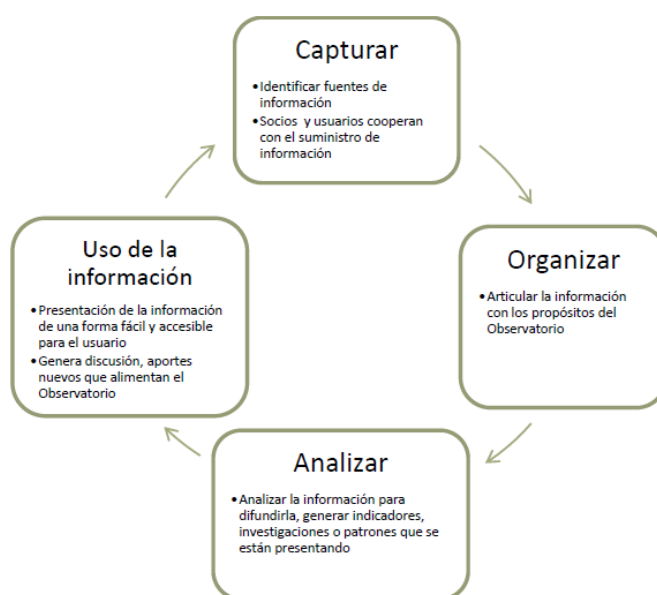 Capturar
•Identificar fuentes de
información
•Socios y usuarios cooperan
con el suministro de
información
Organizar
•Articular la información
con los propósitos del
Observatorio
Analizar
•Analizar la información para
difundirla, generar indicadores,
investigaciones o patrones que se
están presentando
Uso de la
información
•Presentación de la información
de una forma fácil y accesible
para el usuario
•Genera discusión, aportes
nuevos que alimentan el
Observatorio